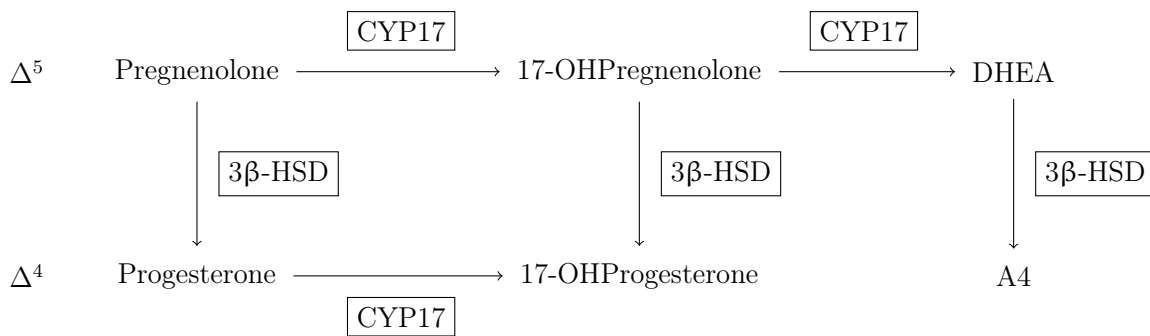 CYP17 CYP17
Δ⁵ Pregnenolone 17-OHPregnenolone DHEA
3β-HSD 3β-HSD 3β-HSD
Δ⁴ Progesterone 17-OHProgesterone A4
CYP17